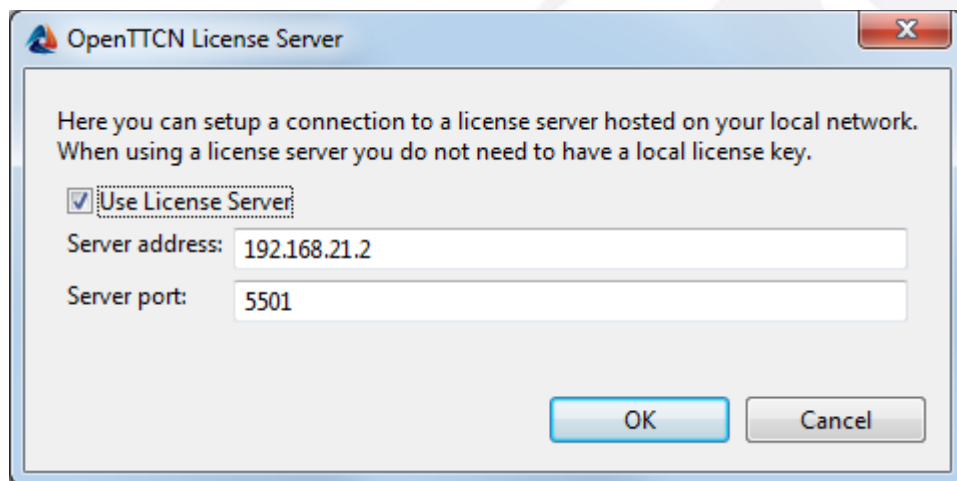 OpenTTCN License Server
Here you can setup a connection to a license server hosted on your local network.
When using a license server you do not need to have a local license key.
Use License Server
Server address: 192.168.21.2
Server port: 5501
OK Cancel